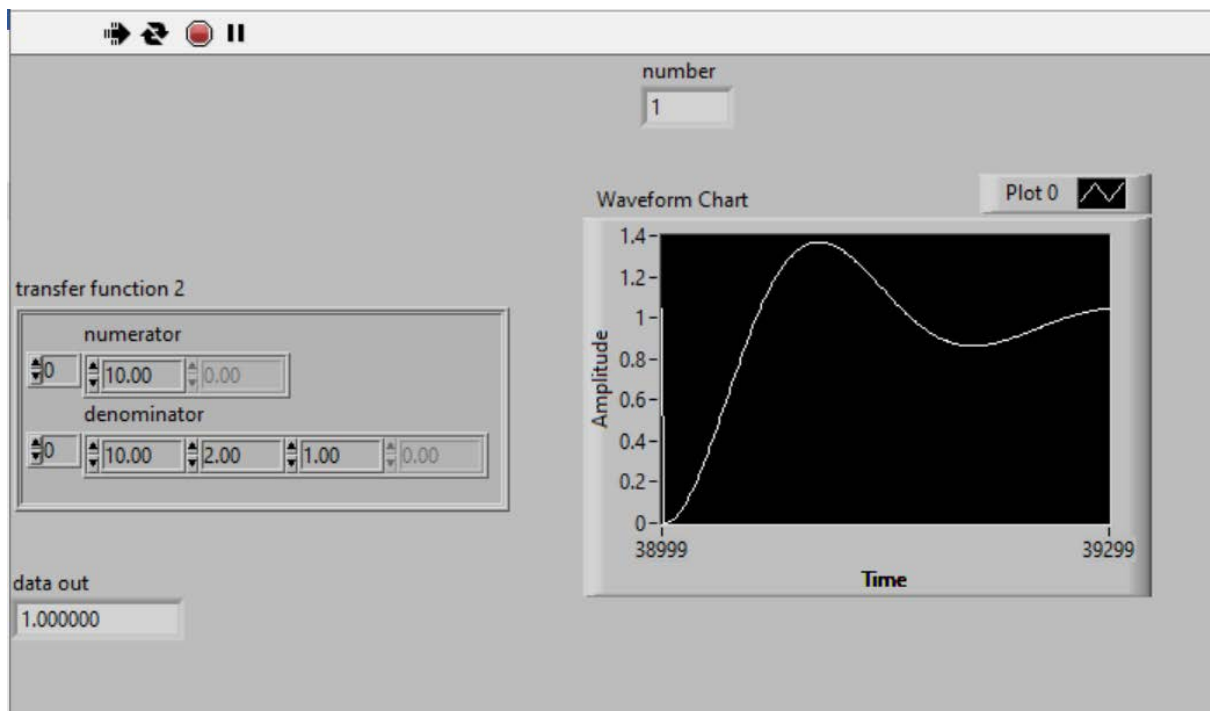 number
1
Waveform Chart
Plot 0
1.4
1.2
1
0.8
0.6
0.4
0.2
0
Amplitude
38999
39299
Time
transfer function 2
numerator
0
10.00
0.00
denominator
0
10.00
2.00
1.00
0.00
data out
1.000000